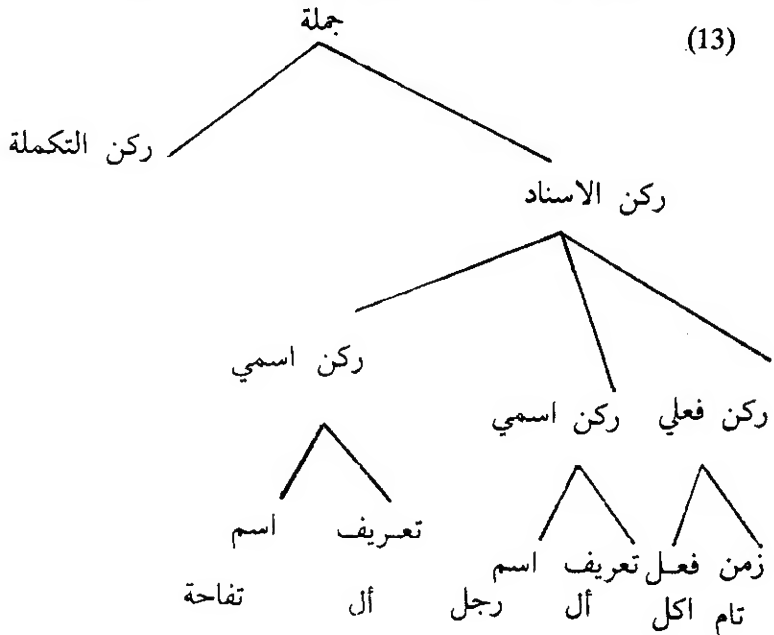 (13)
جملة
ركن التكملة
ركن الاسناد
ركن اسمي
ركن فعلي ركن اسمي
تعريف اسم
زمن فعل تعريف اسم
تام اكل أل رجل أل تفاحة